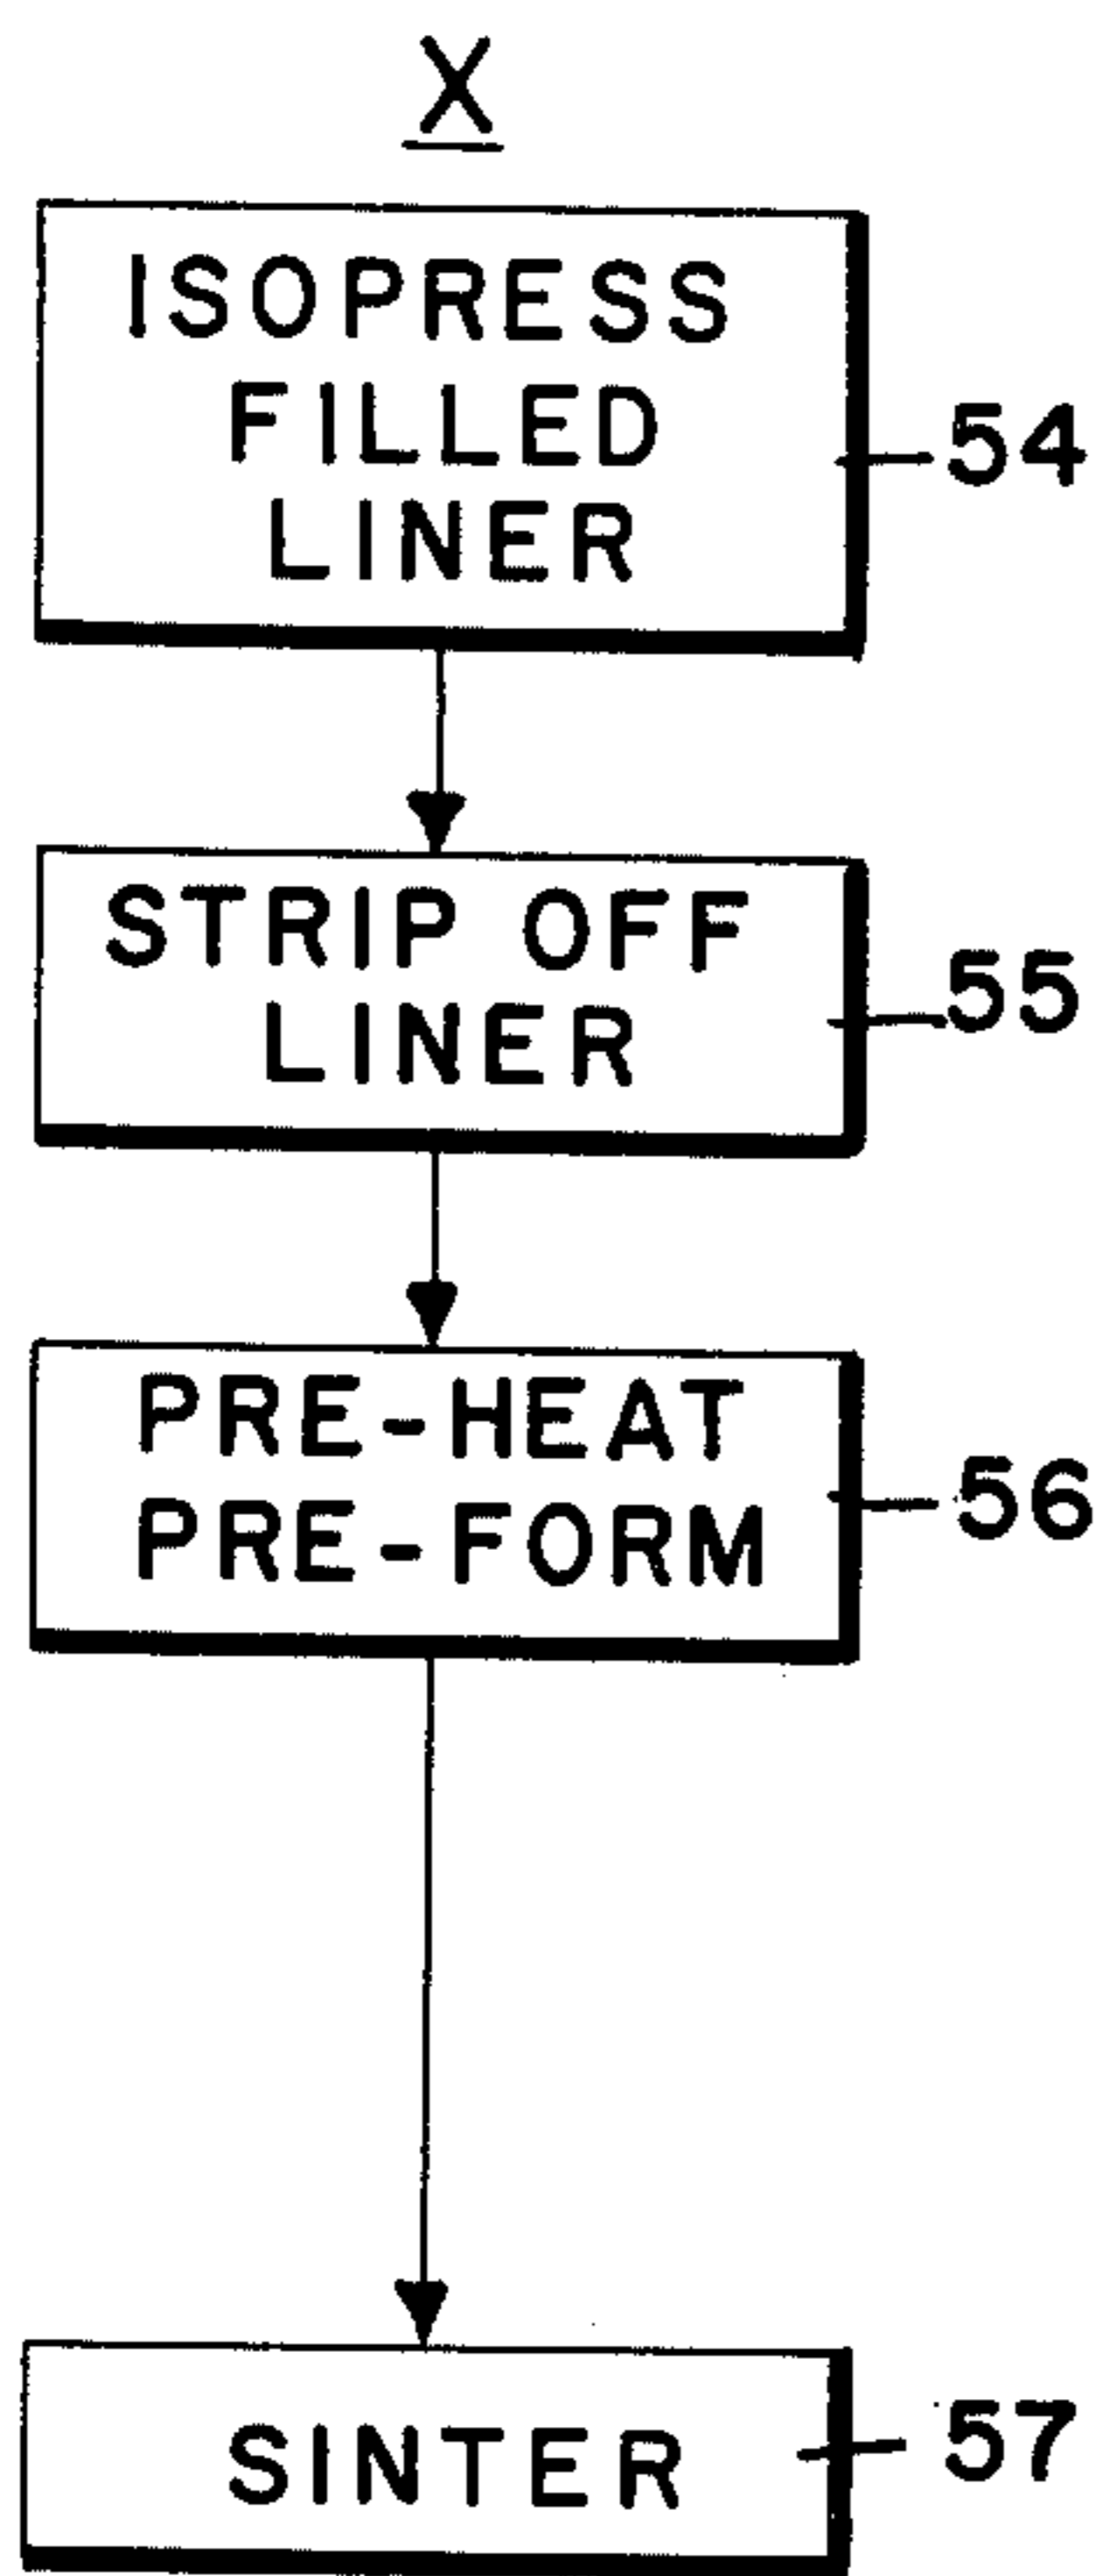 X
ISOPRESS
FILLED
LINER
54
STRIP OFF
LINER
55
PRE-HEAT
PRE-FORM
56
SINTER
57